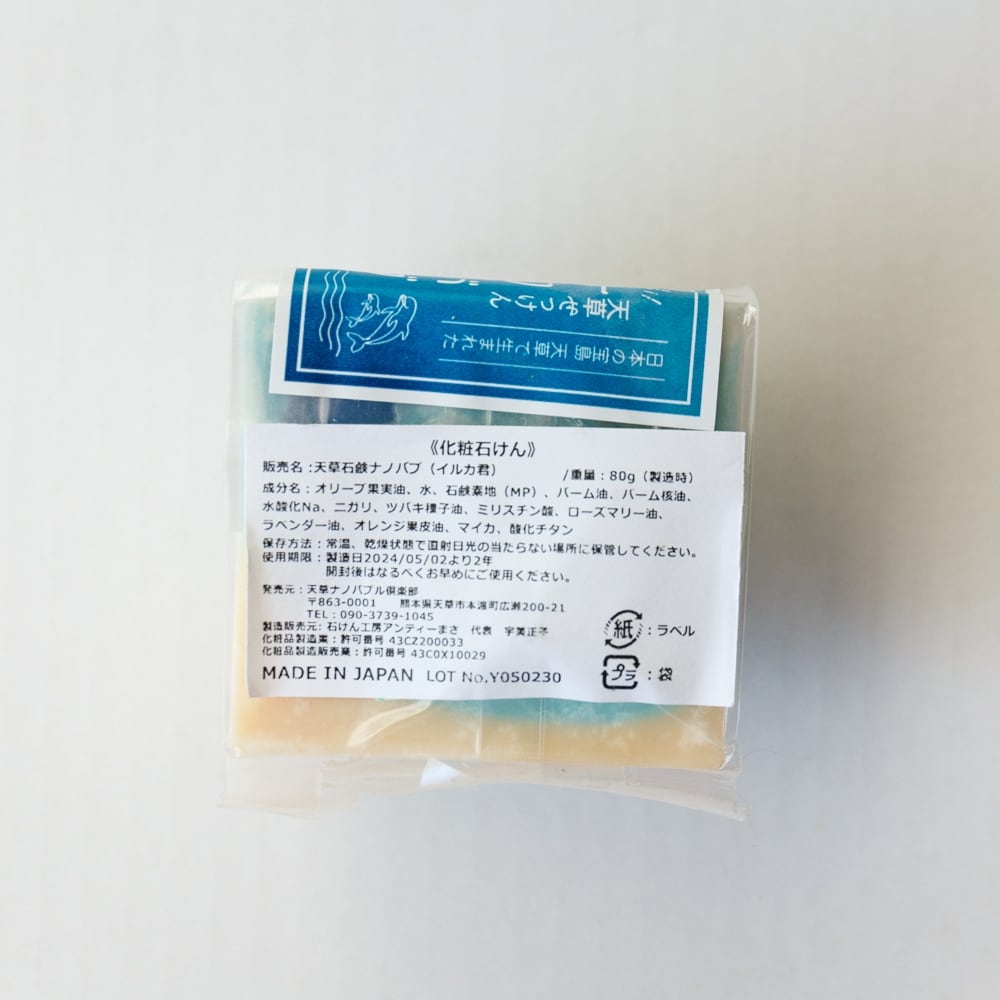 天草せっけん
日本の宝島 天草で生まれた
《化粧石けん》
販売名：天草石鹸ナノバブ（イルカ君） /重量：80g（製造時）
成分名：オリーブ果実油、水、石鹸素地（MP）、パーム油、パーム核油、
水酸化Na、ニガリ、ツバキ種子油、ミリスチン酸、ローズマリー油、
ラベンダー油、オレンジ果皮油、マイカ、酸化チタン
保存方法：常温、乾燥状態で直射日光の当たらない場所に保管してください。
使用期限：製造日2024/05/02より2年
開封後はなるべくお早めにご使用ください。
発売元：天草ナノバブル倶楽部
〒863-0001 熊本県天草市本渡町広瀬200-21
TEL：090-3739-1045
製造販売元：石けん工房アンティーまさ 代表 宇美正子
化粧品製造業：許可番号 43CZ200033
化粧品製造販売業：許可番号 43C0X10029
MADE IN JAPAN LOT No.Y050230
紙：ラベル
プラ：袋